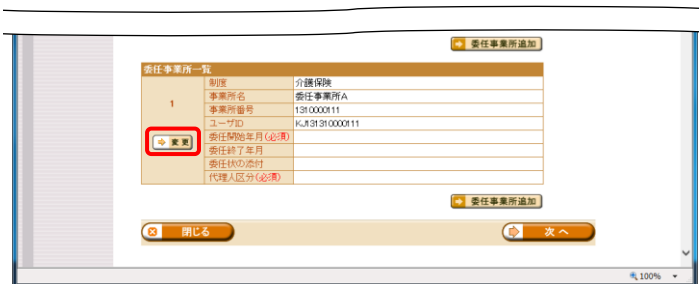 委任事業所追加
委任事業所一覧
1
変更
制度 介護保険
事業所名 委任事業所A
事業所番号 1310000111
ユーザID KJ131310000111
委任開始年月(必須)
委任終了年月
委任状の添付
代理人区分(必須)
委任事業所追加
閉じる 次へ
100%